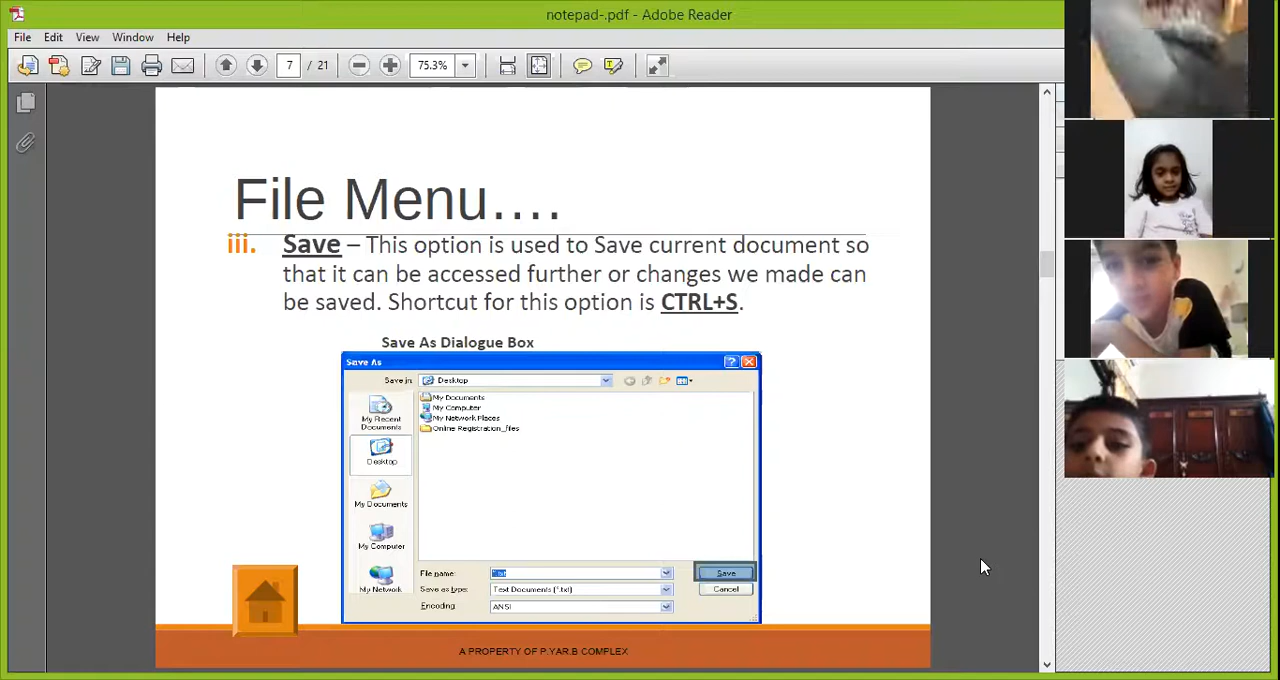 notepad-.pdf - Adobe Reader
File Edit View Window Help
7 / 21 75.3%
File Menu....
iii. Save – This option is used to Save current document so
that it can be accessed further or changes we made can
be saved. Shortcut for this option is CTRL+S.
Save As Dialogue Box
Save As
Save in: Desktop
My Documents
My Computer
My Network Places
Online Registration_files
My Recent
Documents
Desktop
My Documents
My Computer
My Network
File name: *.txt Save
Save as type: Text Documents (*.txt) Cancel
Encoding: ANSI
A PROPERTY OF P.YAR.B COMPLEX